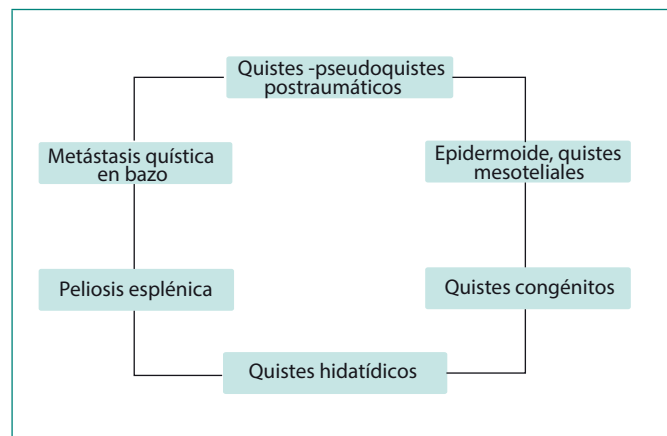 Quistes -pseudoquistes
postraumáticos
Metástasis quística
en bazo
Epidermoide, quistes
mesoteliales
Peliosis esplénica
Quistes congénitos
Quistes hidatídicos